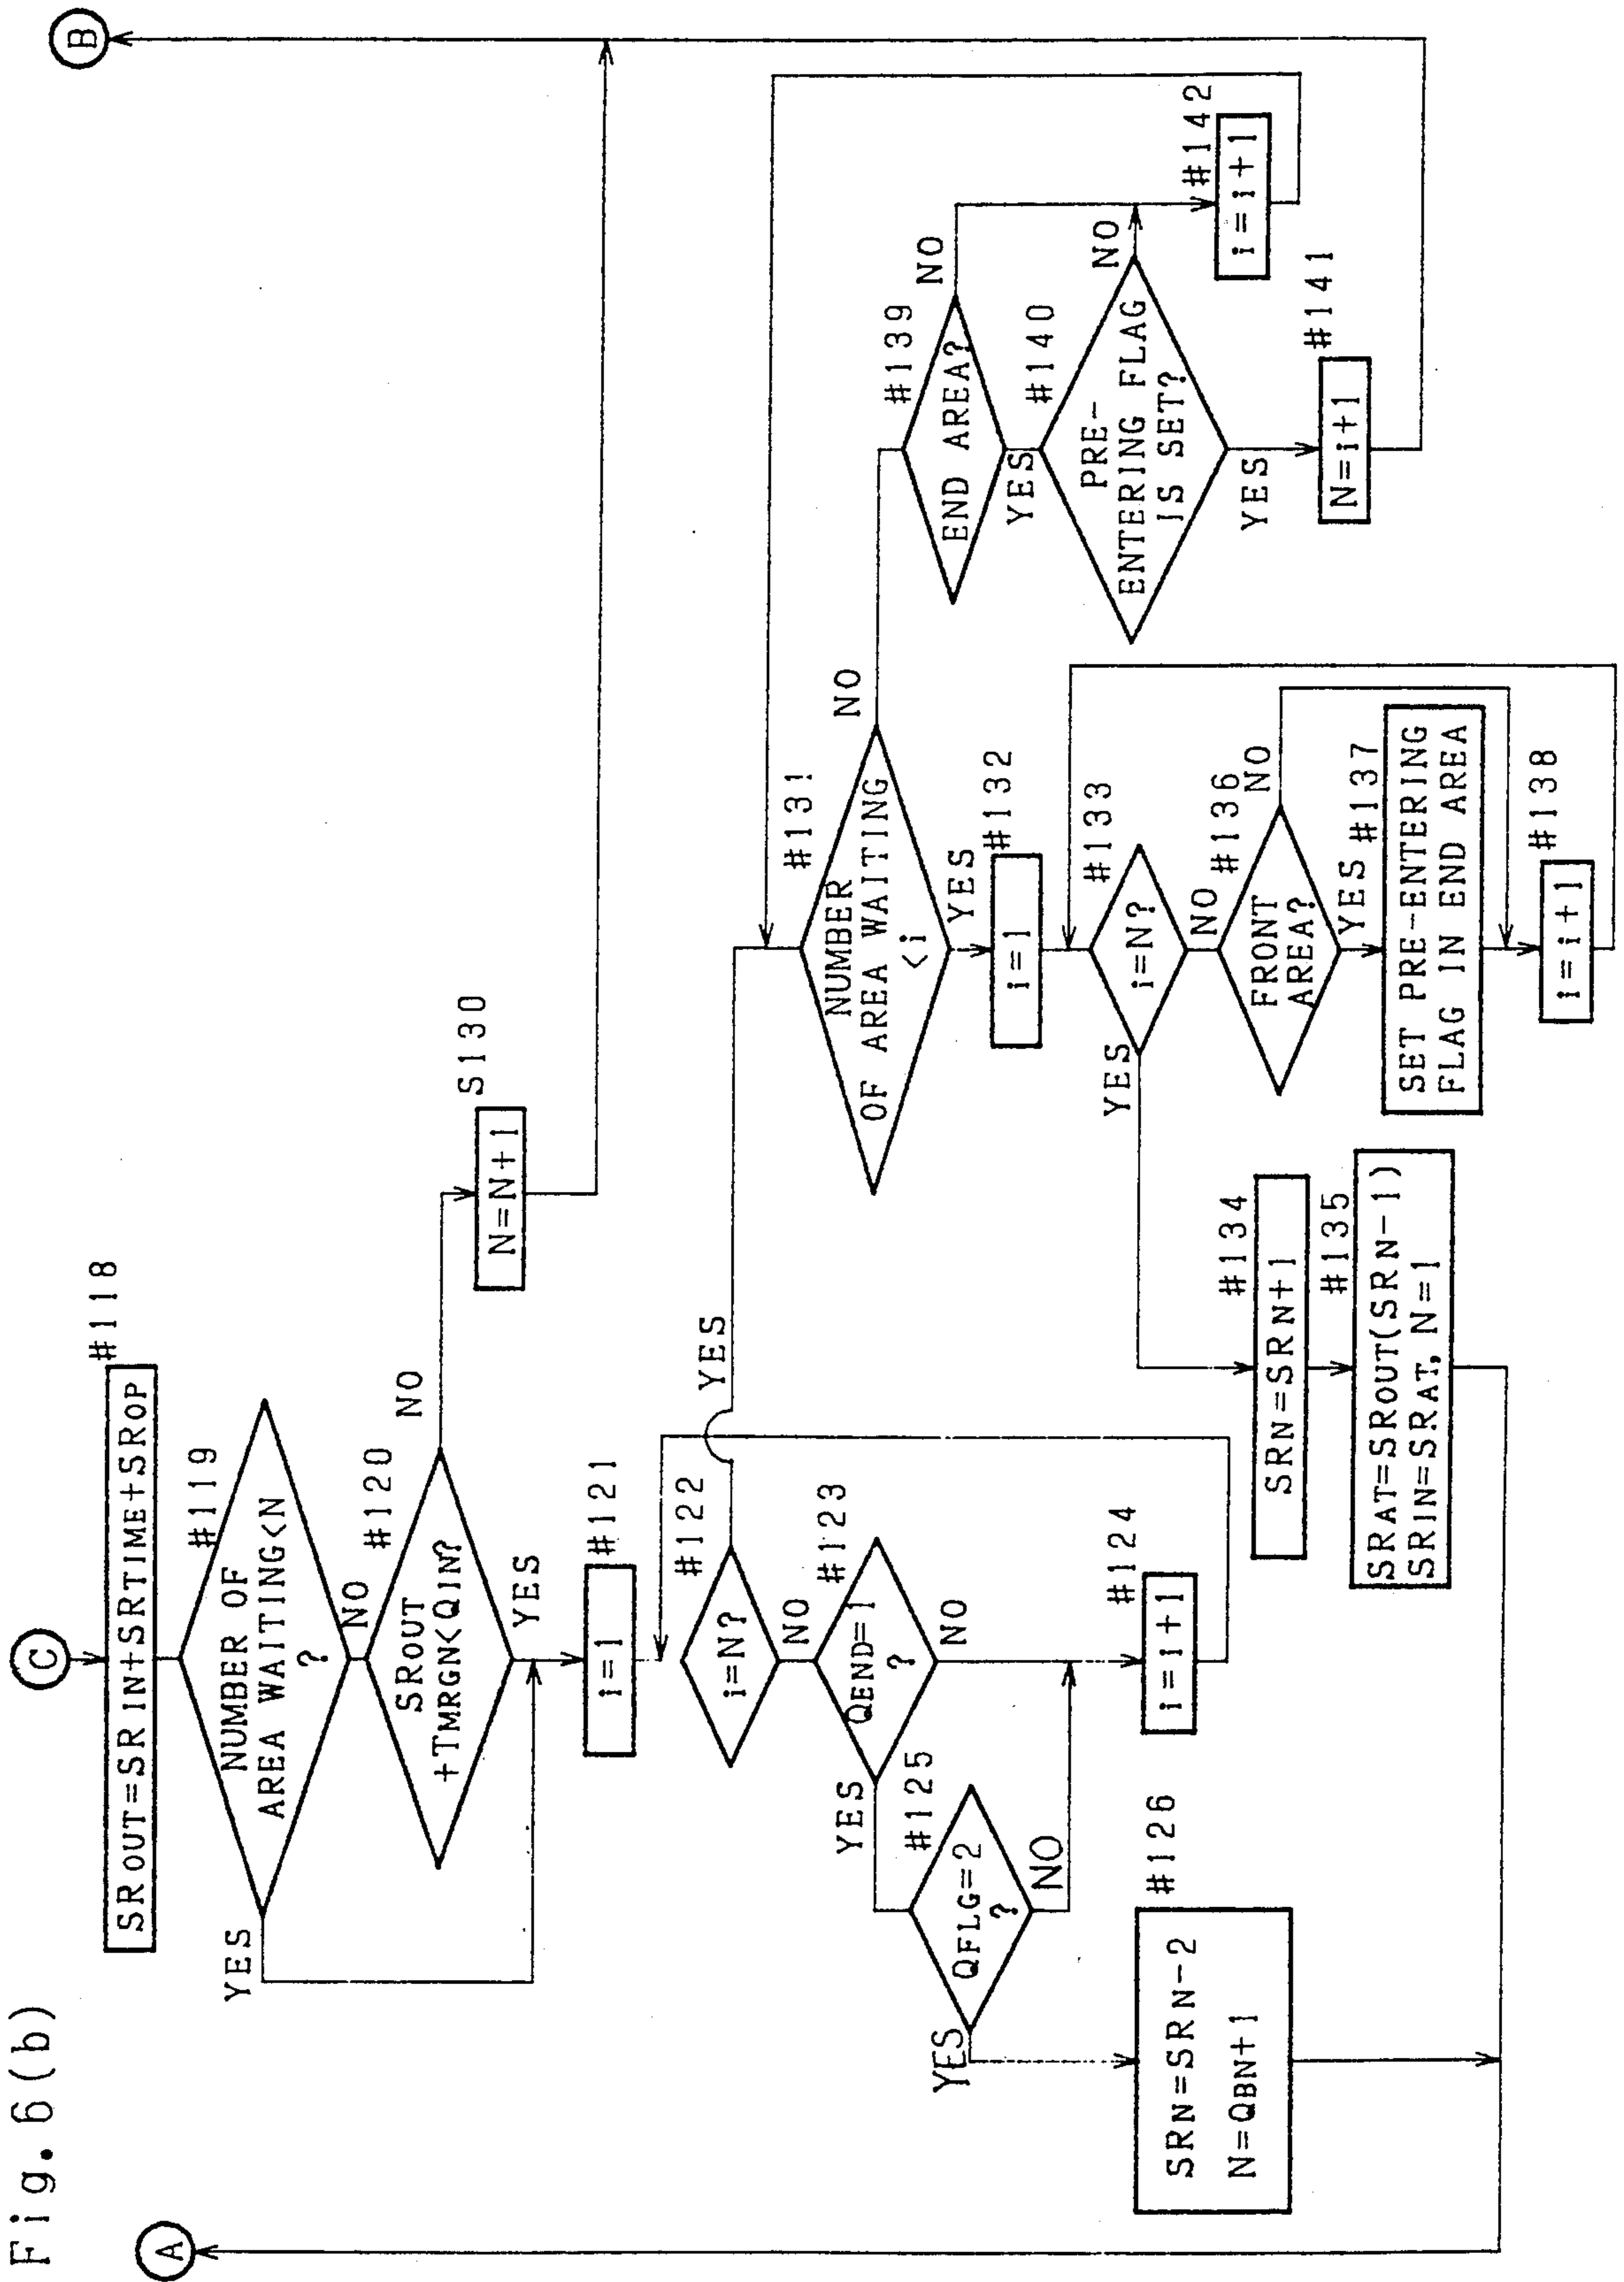 Fig.6(b)
A
B
C
SROUT=SRIN+SRTIME+SROP
#118
NUMBER OF
AREA WAITING<N
?
#119
YES
NO
SROUT
+TMRGN<QIN?
#120
NO
YES
N=N+1
S130
i=1
#121
i=N?
#122
YES
NO
QEND=1
?
#123
YES
NO
i=i+1
#124
QFLG=2
?
#125
YES
NO
SRN=SRN-2
N=QBN+1
#126
NUMBER
OF AREA WAITING
<i
#131
NO
YES
i=1
#132
i=N?
#133
YES
NO
SRN=SRN+1
#134
SRAT=SROUT(SRN-1)
SRIN=SRAT, N=1
#135
FRONT
AREA?
#136
NO
YES
SET PRE-ENTERING
FLAG IN END AREA
#137
i=i+1
#138
END AREA?
#139
NO
YES
PRE-
ENTERING FLAG
IS SET?
#140
NO
YES
N=i+1
#141
i=i+1
#142